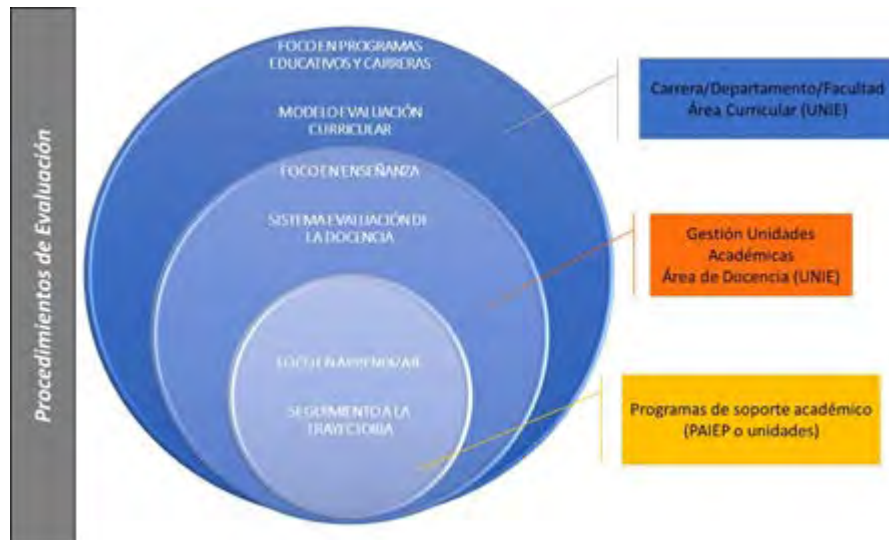 Procedimientos de Evaluación
FOCO EN PROGRAMAS
EDUCATIVOS Y CARRERAS
MODELO EVALUACIÓN
CURRICULAR
FOCO EN ENSEÑANZA
SISTEMA EVALUACIÓN DE
LA DOCENCIA
FOCO EN APRENDIZAJE
SEGUIMIENTO A LA
TRAYECTORIA
Carrera/Departamento/Facultad
Área Curricular (UNIE)
Gestión Unidades
Académicas
Área de Docencia (UNIE)
Programas de soporte académico
(PAIEP o unidades)